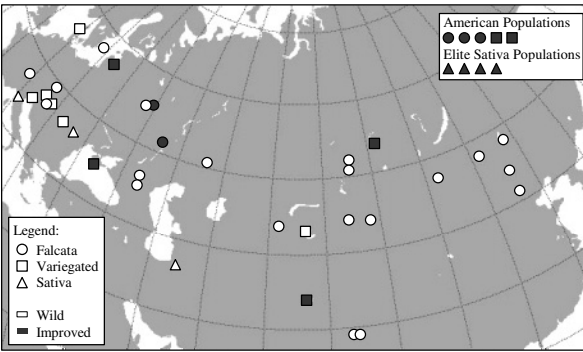 American Populations
Elite Sativa Populations
Legend:
Falcata
Variegated
Sativa
Wild
Improved